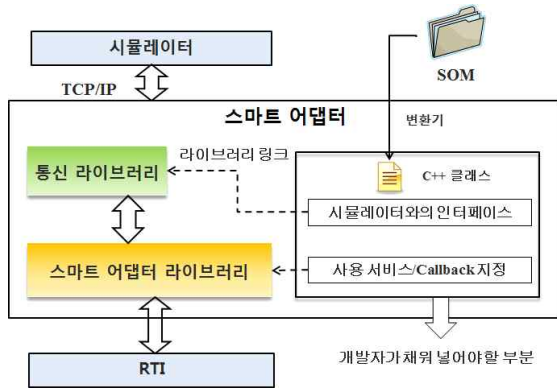 시뮬레이터
SOM
TCP/IP
스마트 어댑터
변환기
라이브러리 링크
통신 라이브러리
C++ 클래스
시뮬레이터와의 인터페이스
스마트 어댑터 라이브러리
사용 서비스/Callback 지정
개발자가 채워 넣어야할 부분
RTI